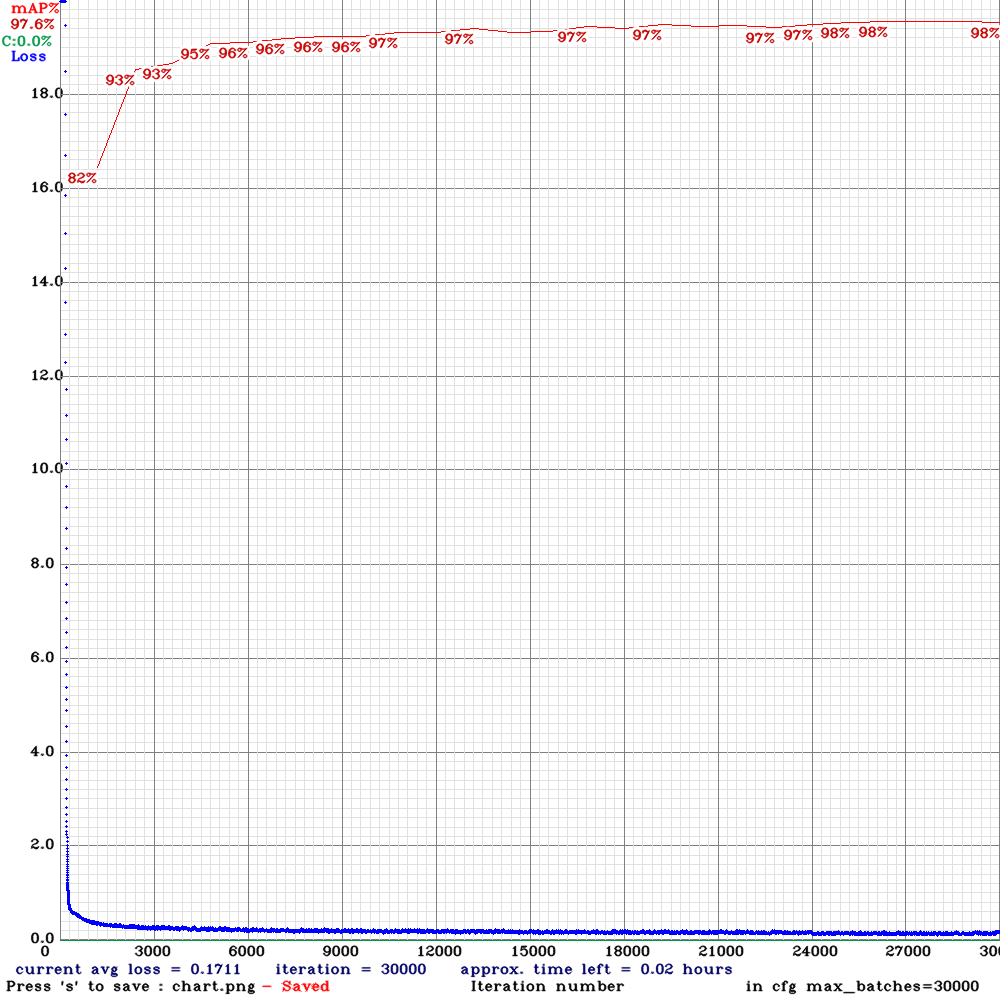 mAP%
97.6%
C:0.0%
Loss
82%
93% 93% 95% 96% 96% 96% 96% 97% 97% 97% 97% 97% 97% 98% 98% 98%
18.0
16.0
14.0
12.0
10.0
8.0
6.0
4.0
2.0
0.0
0 3000 6000 9000 12000 15000 18000 21000 24000 27000 300
current avg loss = 0.1711 iteration = 30000 approx. time left = 0.02 hours
Press 's' to save : chart.png - Saved Iteration number in cfg max_batches=30000